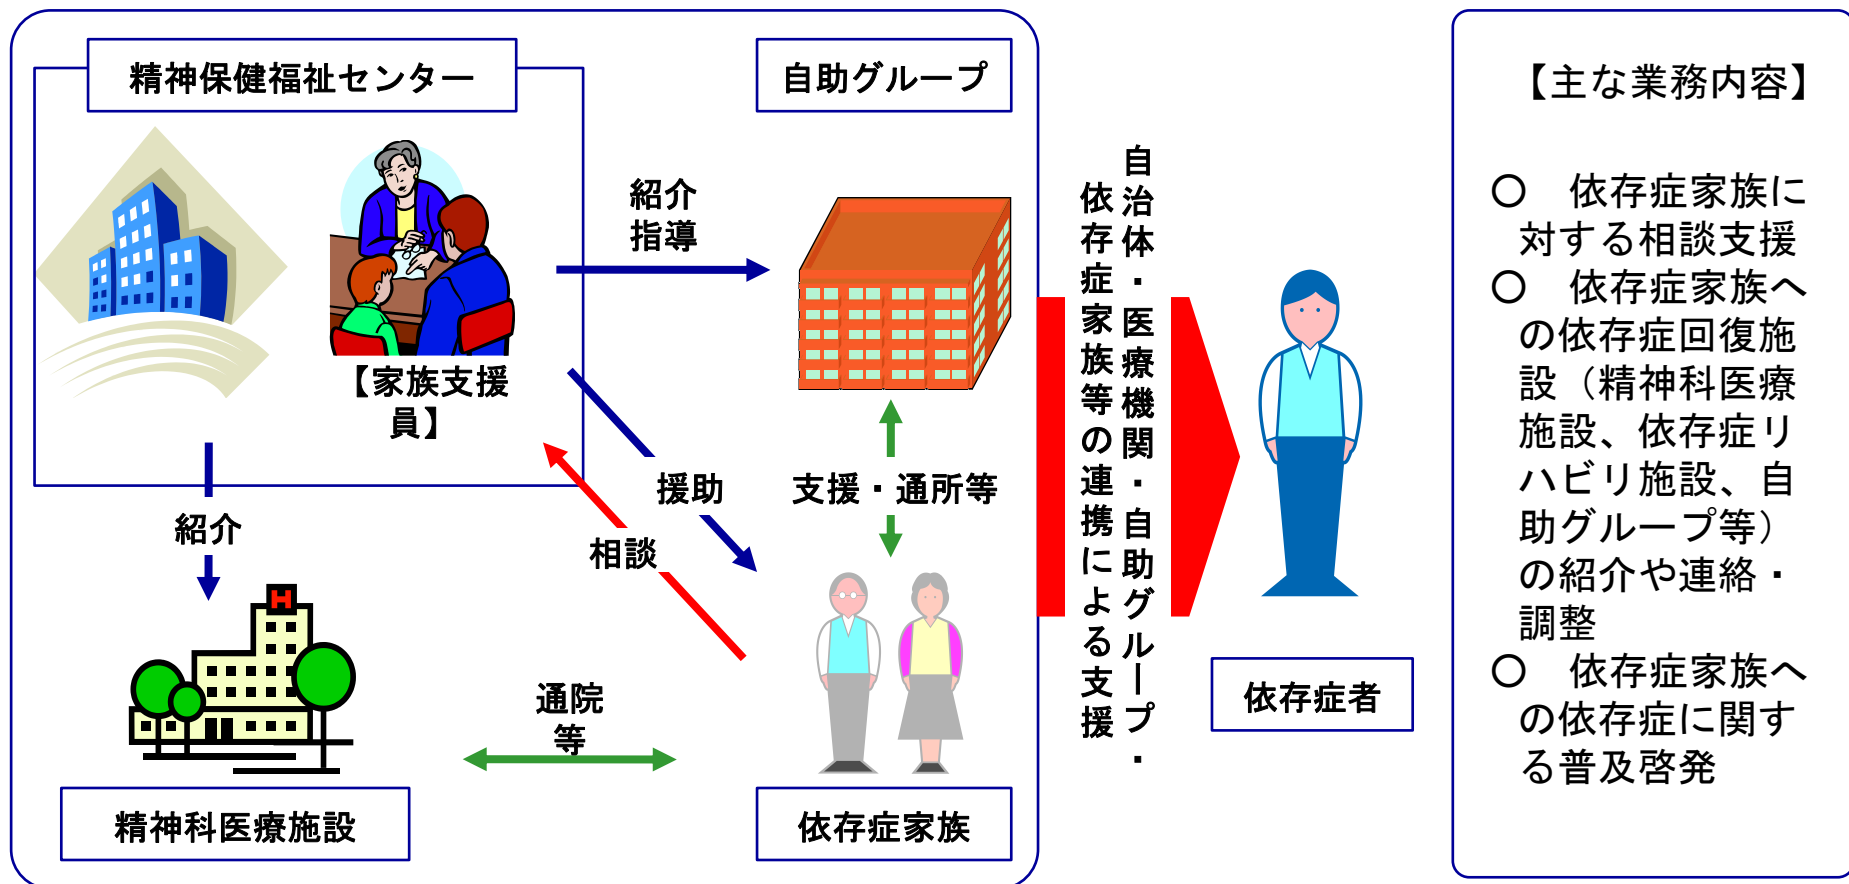 精神保健福祉センター
自助グループ
紹介
指導
【家族支援
員】
援助
相談
支援・通所等
紹介
通院
等
精神科医療施設
依存症家族
自治体・医療機関・自助グループ・
依存症家族等の連携による支援
依存症者
【主な業務内容】
○　依存症家族に
対する相談支援
○　依存症家族へ
の依存症回復施
設（精神科医療
施設、依存症リ
ハビリ施設、自
助グループ等）
の紹介や連絡・
調整
○　依存症家族へ
の依存症に関す
る普及啓発
H